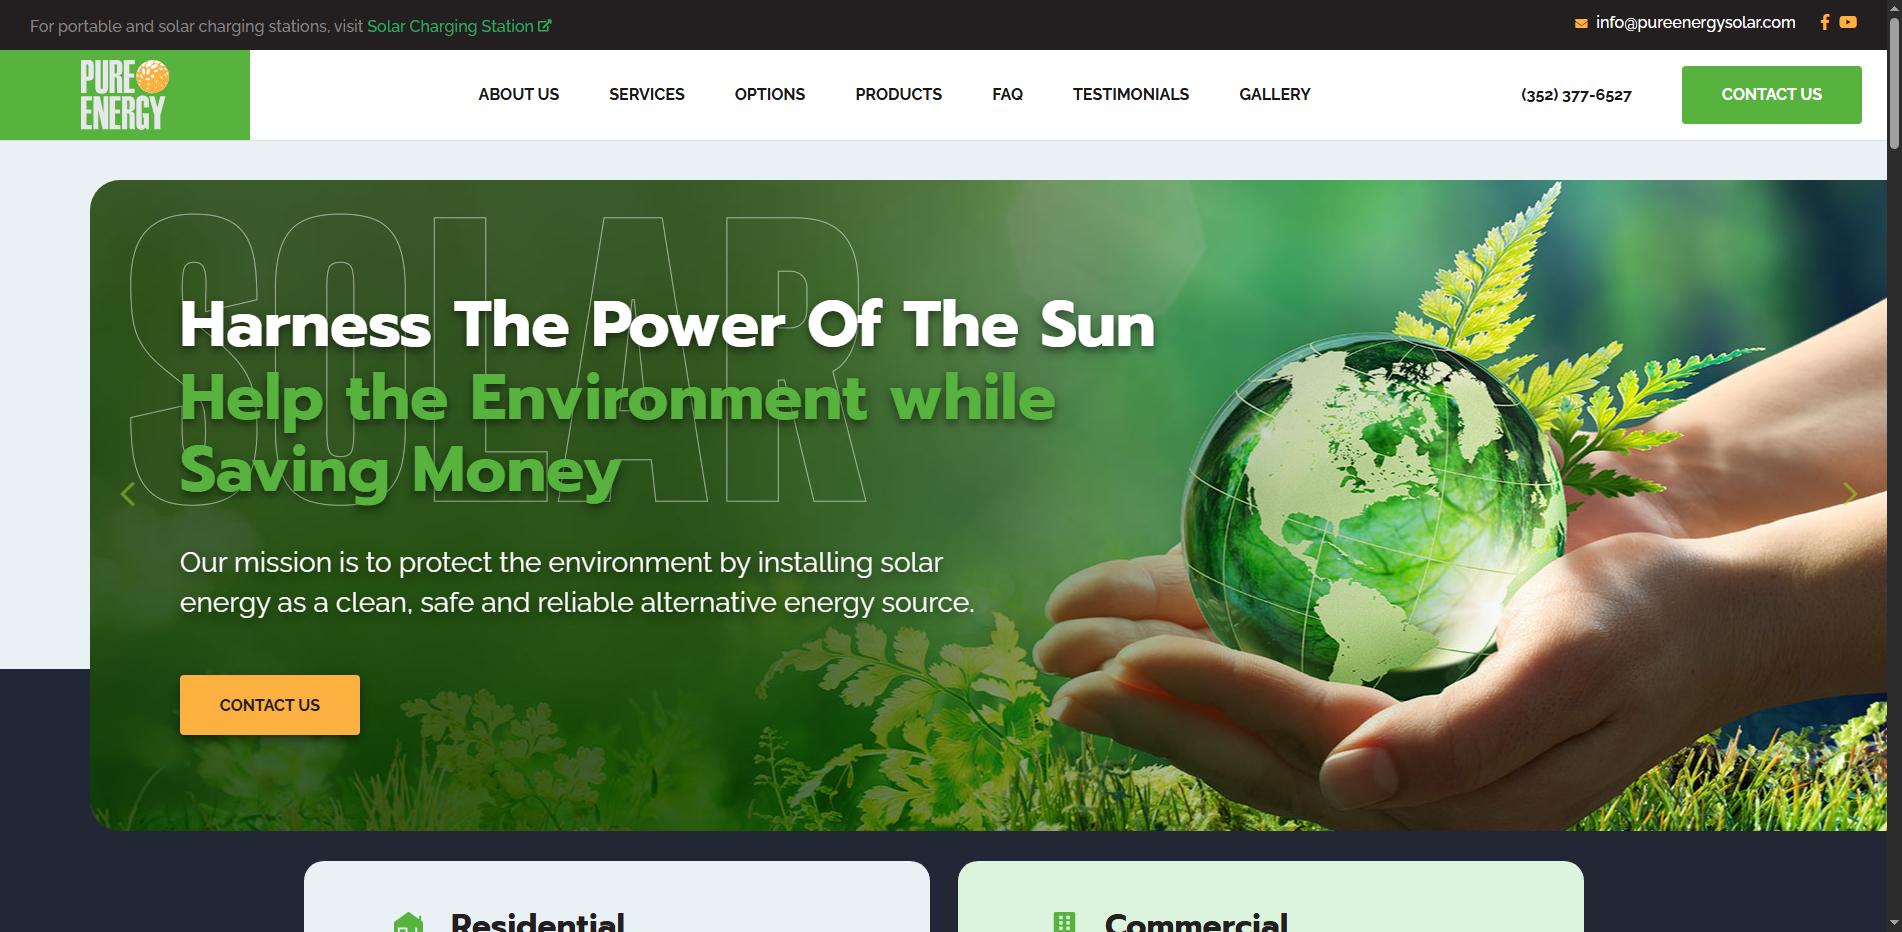 For portable and solar charging stations, visit Solar Charging Station
info@pureenergysolar.com
PURE
ENERGY
ABOUT US
SERVICES
OPTIONS
PRODUCTS
FAQ
TESTIMONIALS
GALLERY
(352) 377-6527
CONTACT US
SOLAR
Harness The Power Of The Sun
Help the Environment while
Saving Money
Our mission is to protect the environment by installing solar
energy as a clean, safe and reliable alternative energy source.
CONTACT US
Residential
Commercial